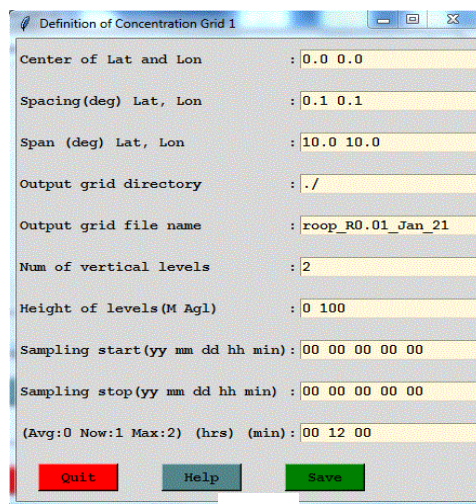 Definition of Concentration Grid 1
Center of Lat and Lon :0.0 0.0
Spacing(deg) Lat, Lon :0.1 0.1
Span (deg) Lat, Lon :10.0 10.0
Output grid directory :./
Output grid file name :roop_R0.01_Jan_21
Num of vertical levels :2
Height of levels(M Agl) :0 100
Sampling start(yy mm dd hh min):00 00 00 00 00
Sampling stop(yy mm dd hh min) :00 00 00 00 00
(Avg:0 Now:1 Max:2) (hrs) (min):00 12 00
Quit Help Save